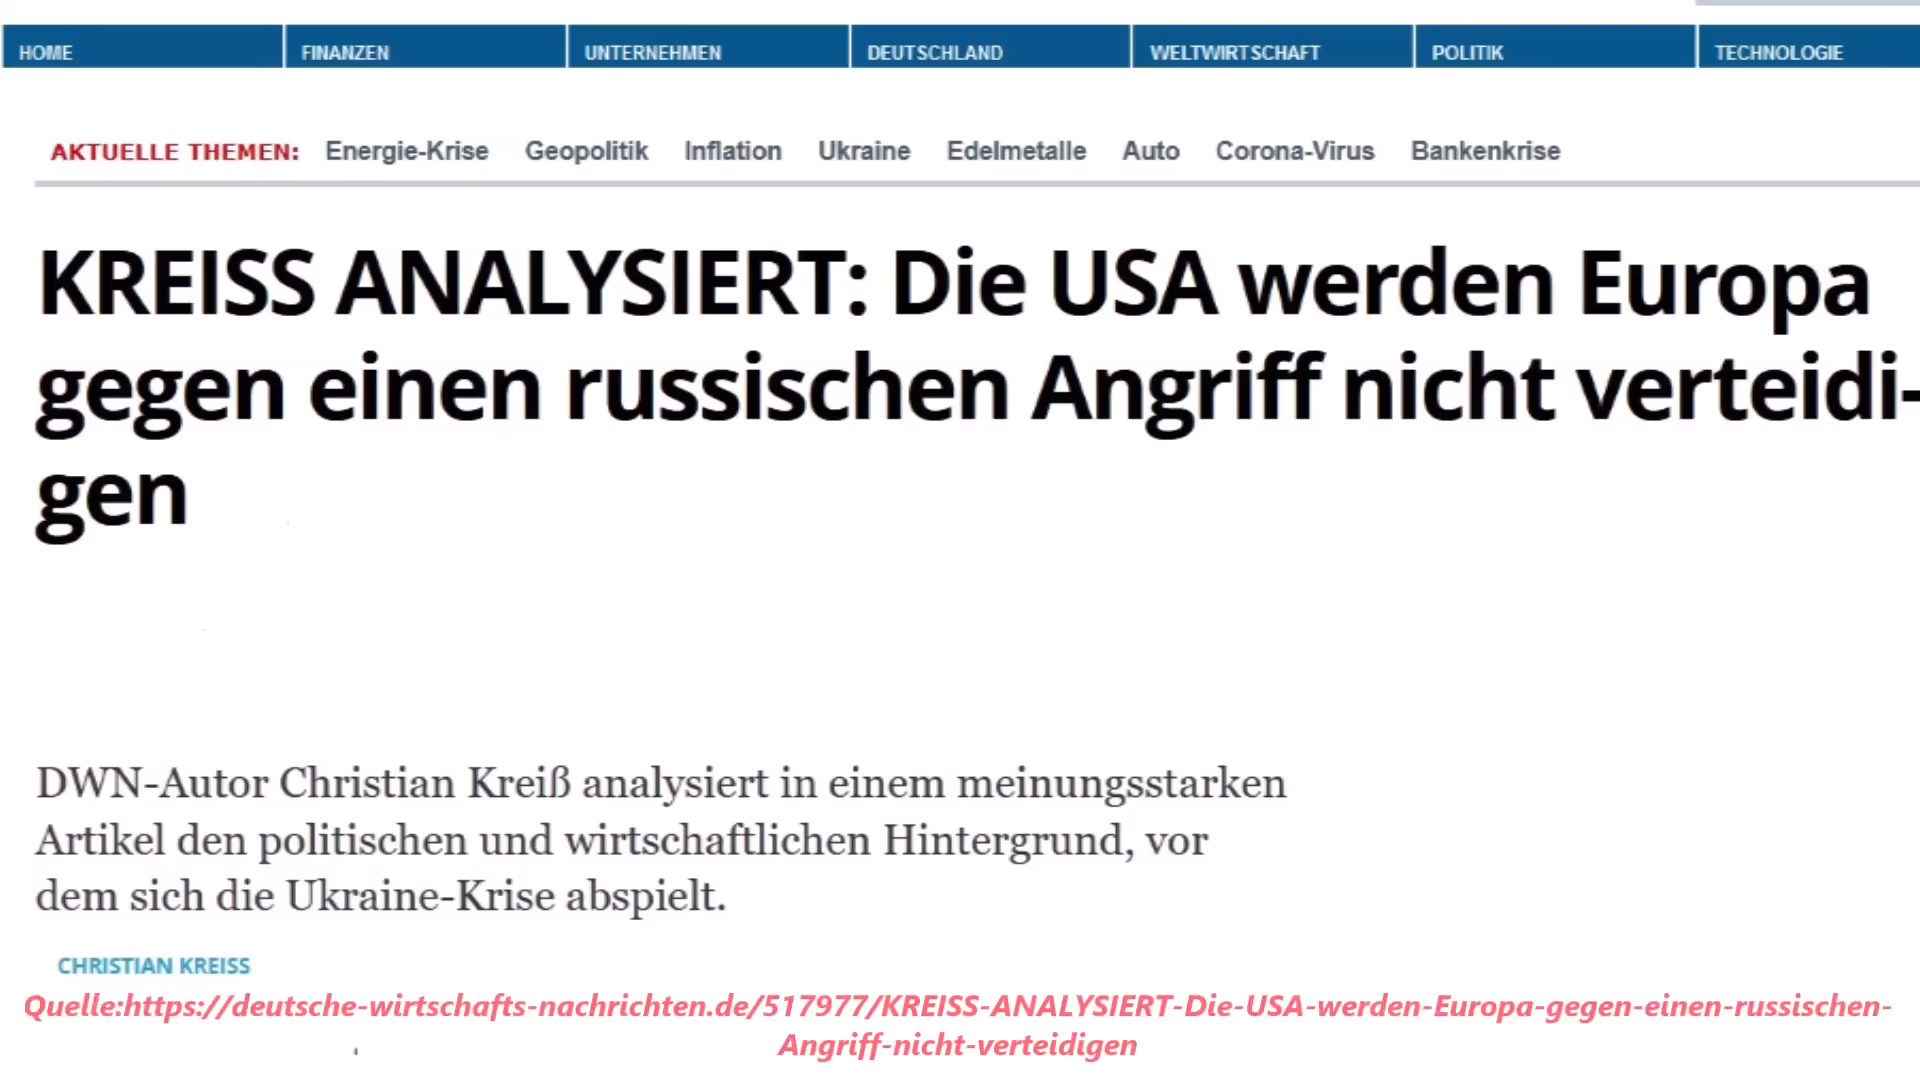 HOME FINANZEN UNTERNEHMEN DEUTSCHLAND WELTWIRTSCHAFT POLITIK TECHNOLOGIE
AKTUELLE THEMEN: Energie-Krise Geopolitik Inflation Ukraine Edelmetalle Auto Corona-Virus Bankenkrise
KREISS ANALYSIERT: Die USA werden Europa
gegen einen russischen Angriff nicht verteidi-
gen
DWN-Autor Christian Kreiß analysiert in einem meinungsstarken
Artikel den politischen und wirtschaftlichen Hintergrund, vor
dem sich die Ukraine-Krise abspielt.
CHRISTIAN KREISS
Quelle:https://deutsche-wirtschafts-nachrichten.de/517977/KREISS-ANALYSIERT-Die-USA-werden-Europa-gegen-einen-russischen-
Angriff-nicht-verteidigen